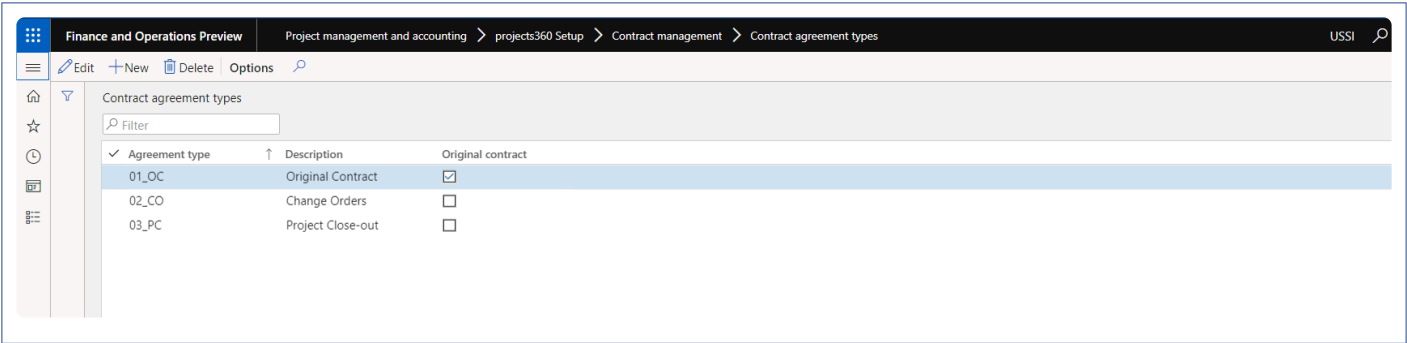 Finance and Operations Preview Project management and accounting projects360 Setup Contract management Contract agreement types USSI
Edit New Delete Options
Contract agreement types
Filter
Agreement type Description Original contract
01_OC Original Contract
02_CO Change Orders
03_PC Project Close-out